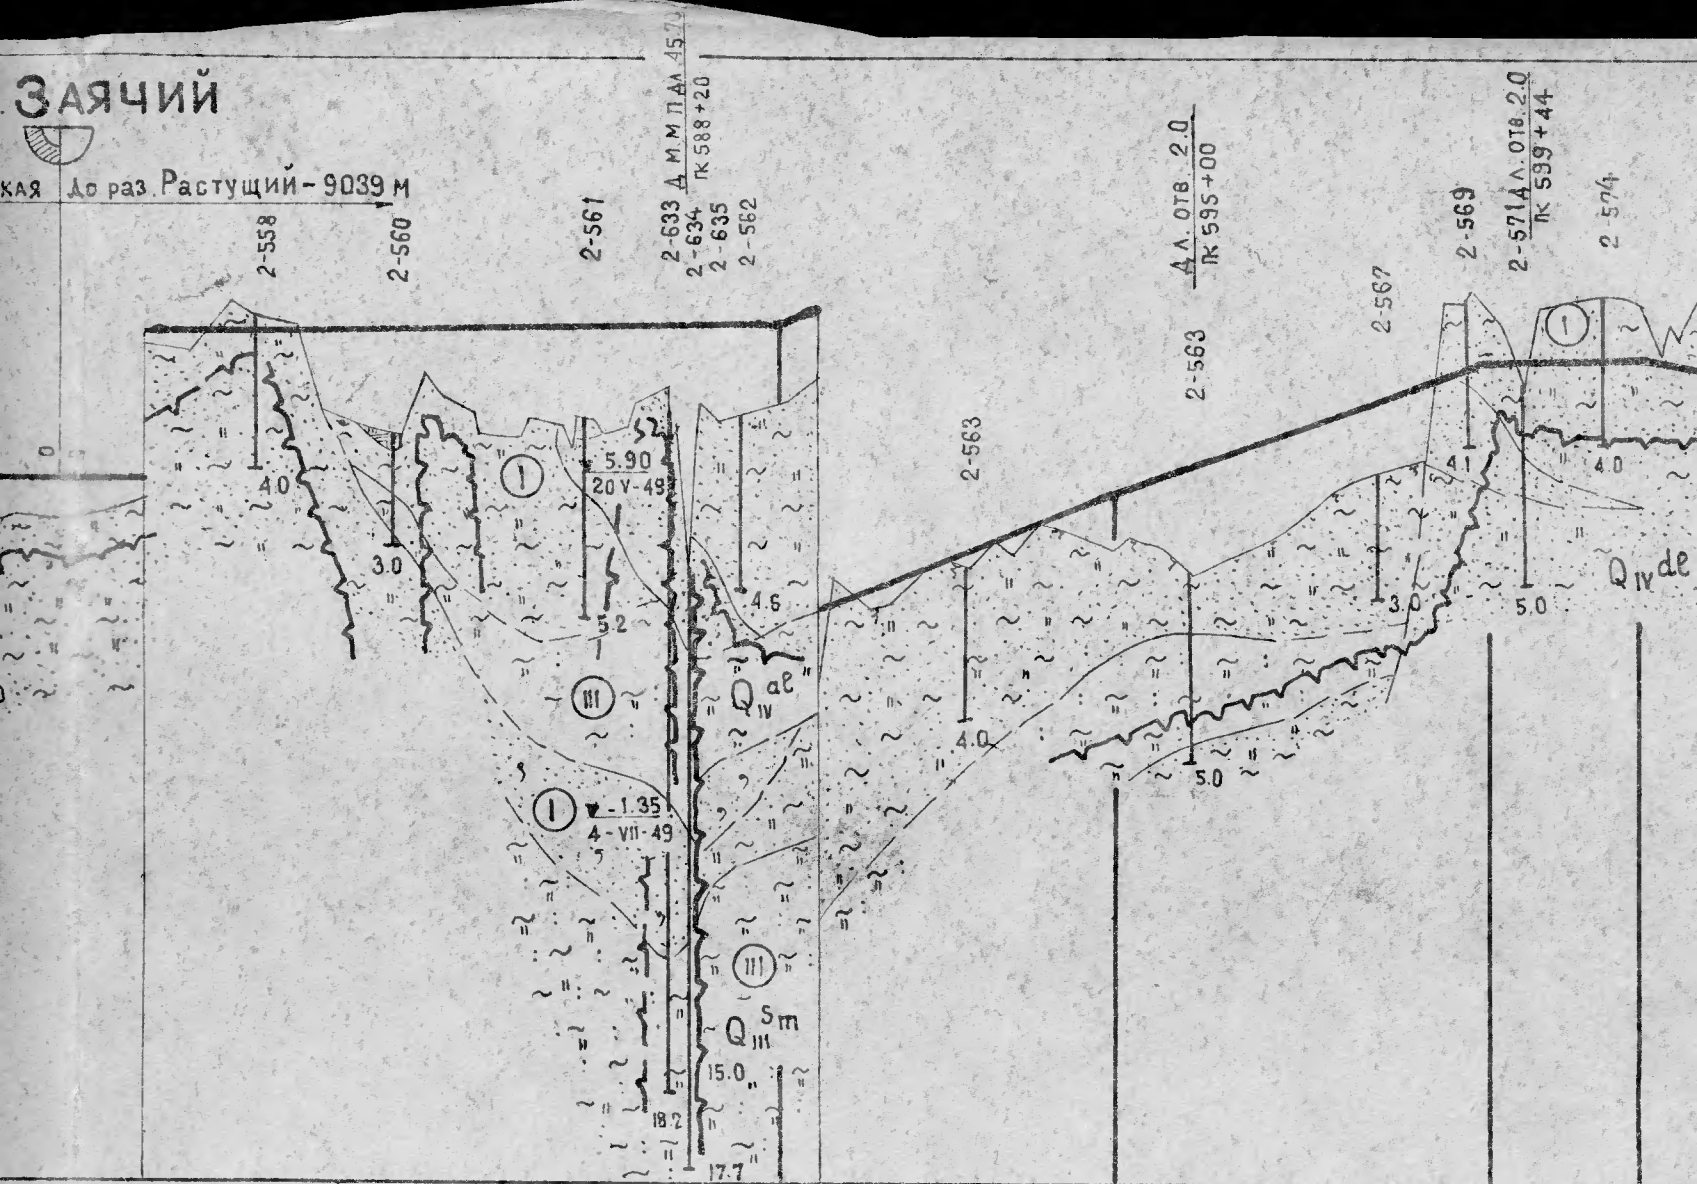 ЗАЯЧИЙ
КАЯ До раз. Растущий - 9039 м
2-558
2-560
2-561
2-633
2-634
2-635
2-562
ПК 588+20
Дл. ОТВ. 2.0
ПК 595+00
2-563
2-563
2-567
2-569
2-571
Дл. ОТВ. 2.0
ПК 599+44
2-574
0
I
4.0
3.0
I
5.90
20 V-49
5.2
4.6
4.0
5.0
3.0
4.1
5.0
4.0
Q IV de
III
Q IV al
I
-1.35
4-VII-49
III
Q III Sm
15.0
18.2
17.7